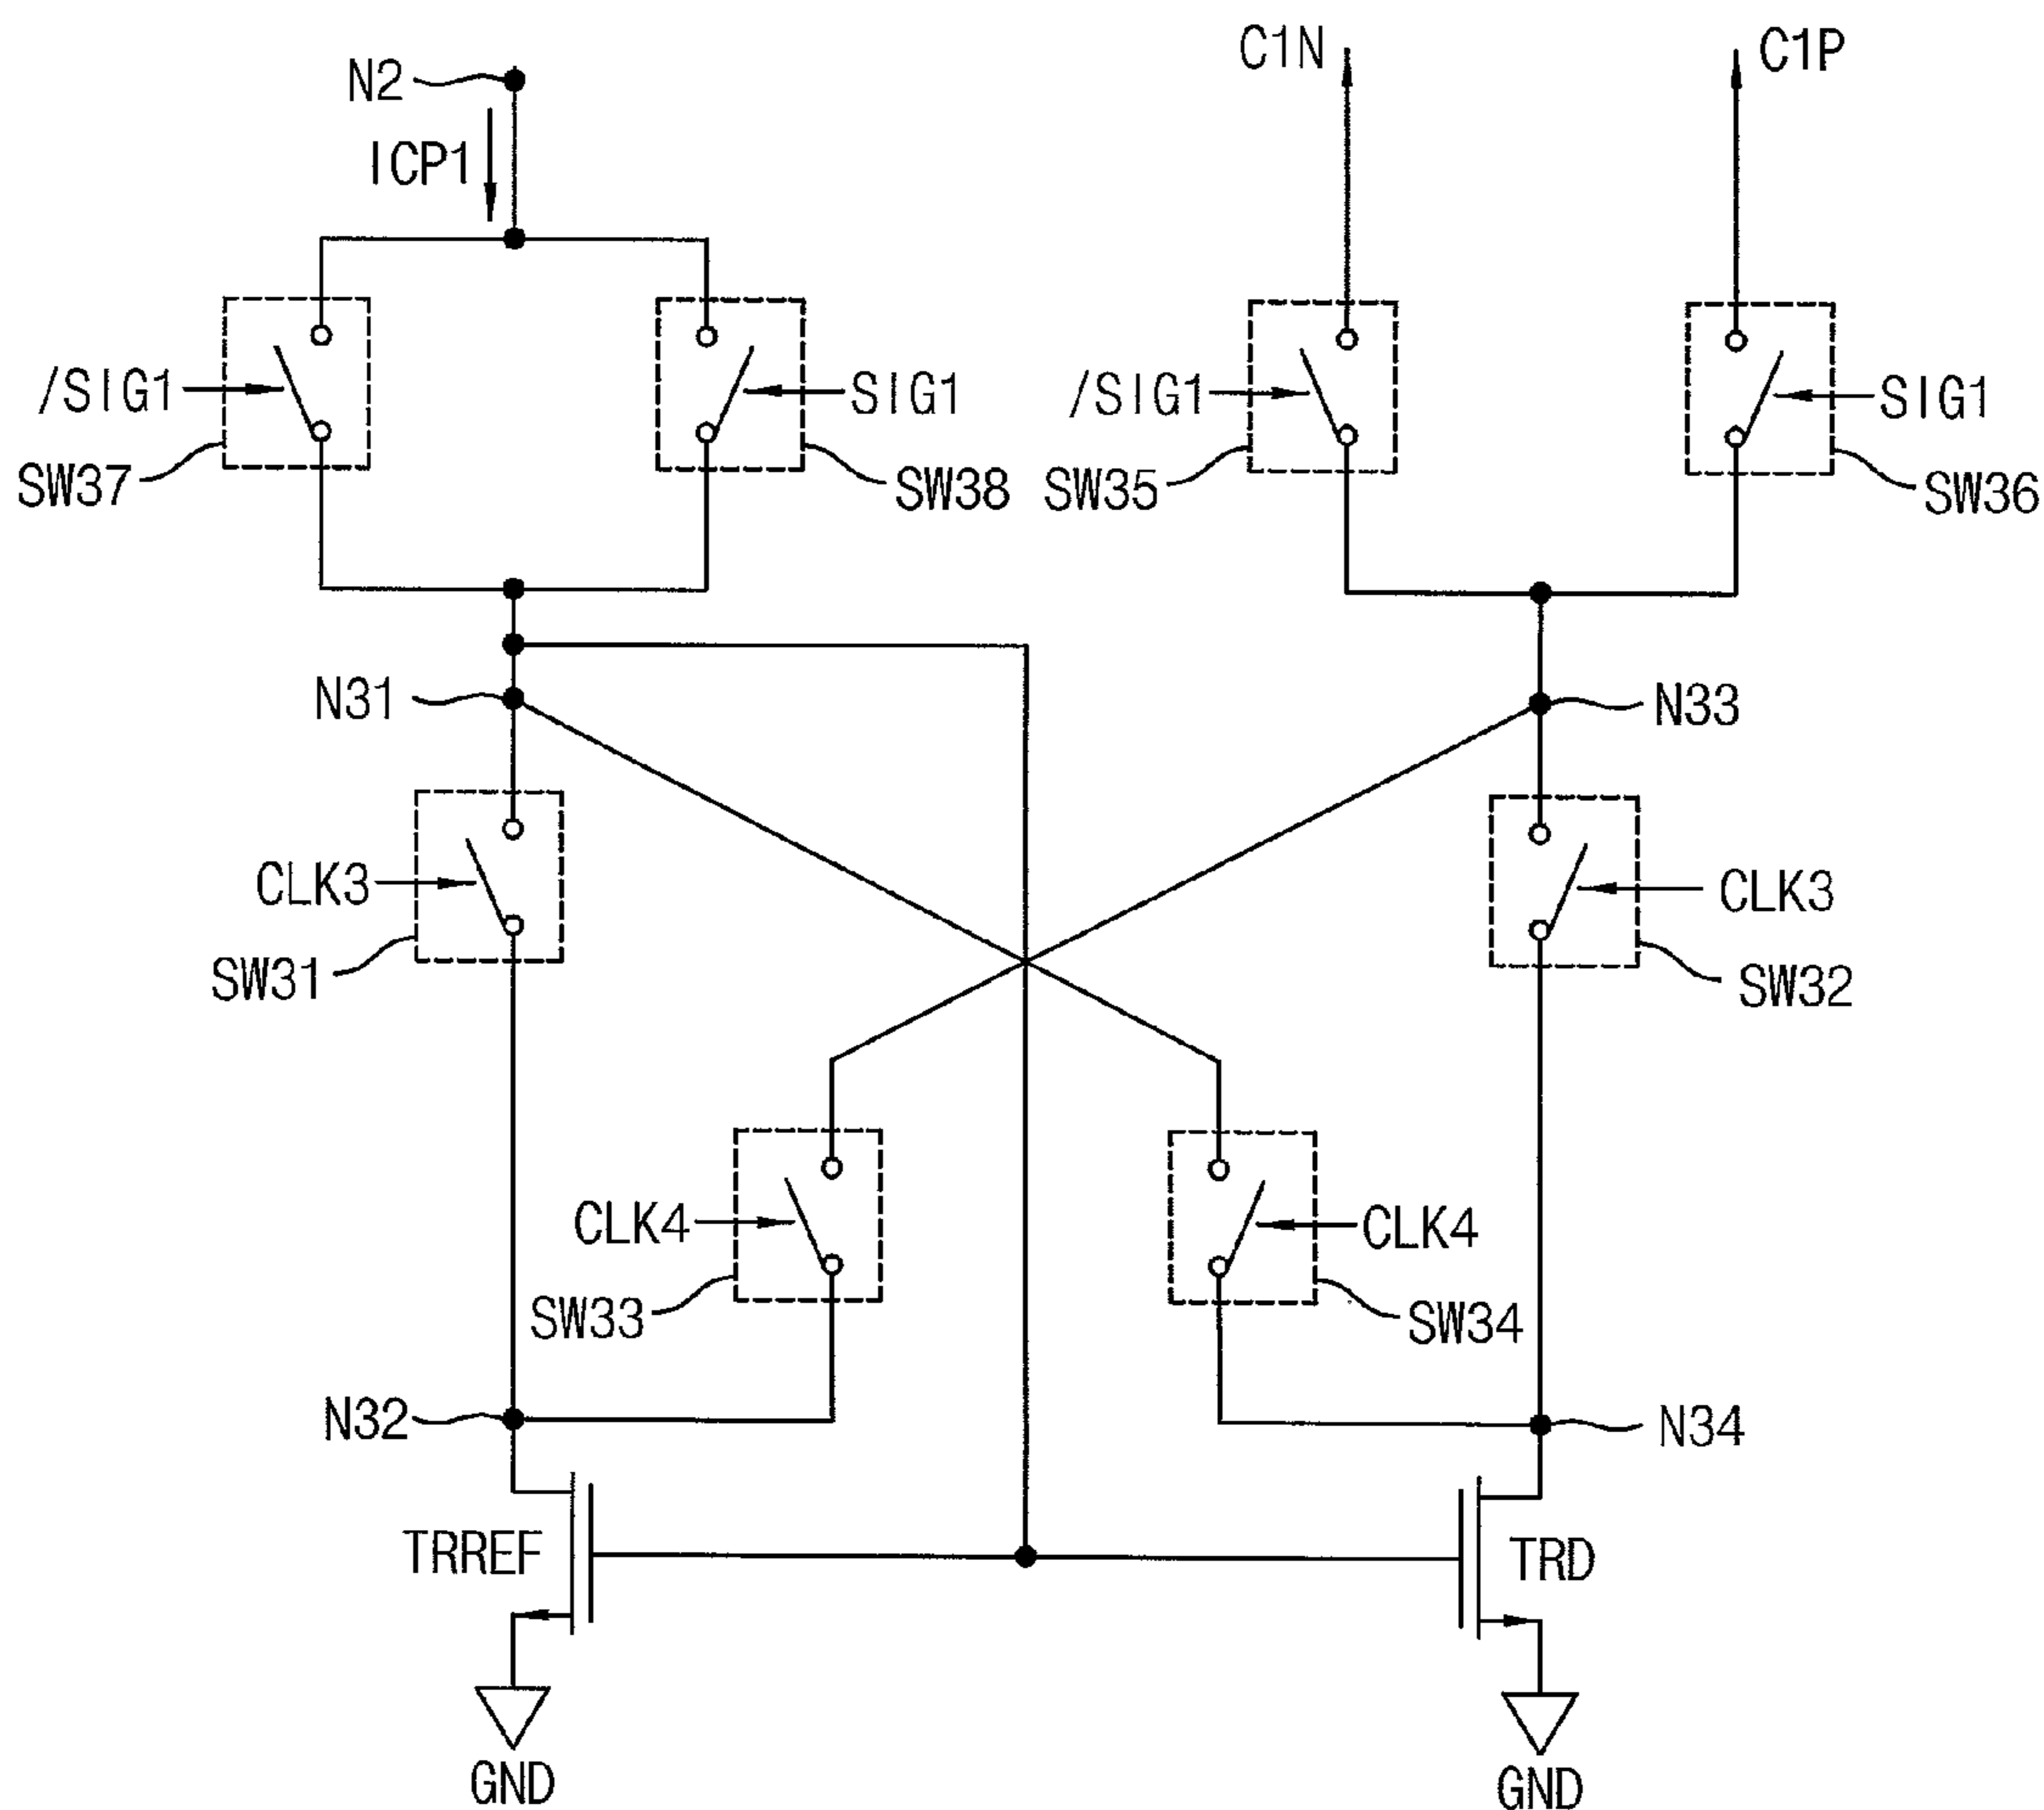 C1N
C1P
N2
ICP1
/SIG1
SIG1
/SIG1
SIG1
SW37
SW38
SW35
SW36
N31
N33
CLK3
CLK3
SW31
SW32
CLK4
CLK4
SW33
SW34
N32
N34
TRREF
TRD
GND
GND